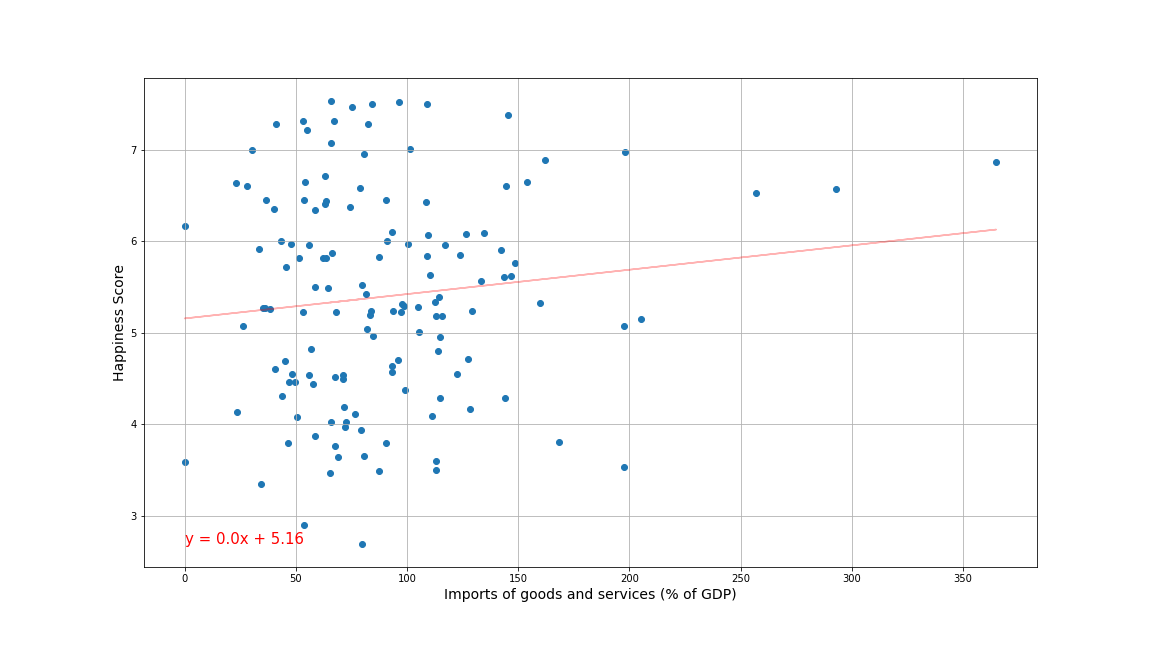 7
6
5
4
3
Happiness Score
y = 0.0x + 5.16
0 50 100 150 200 250 300 350
Imports of goods and services (% of GDP)